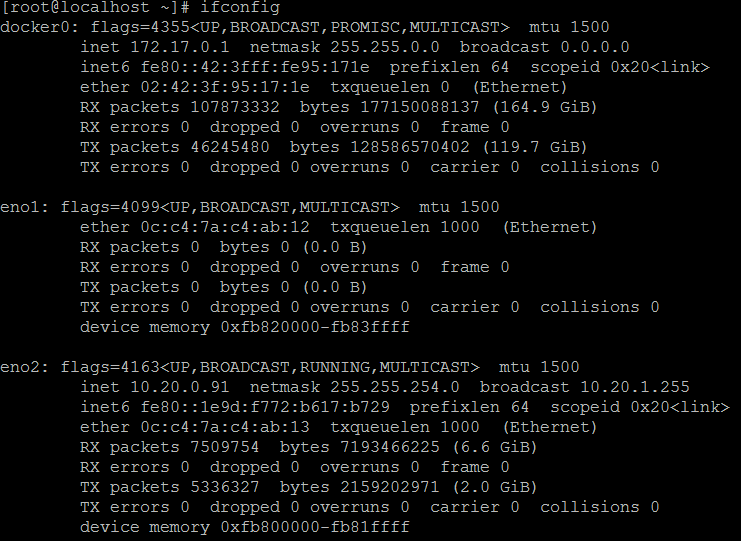 [root@localhost ~]# ifconfig
docker0: flags=4355<UP,BROADCAST,PROMISC,MULTICAST>  mtu 1500
        inet 172.17.0.1  netmask 255.255.0.0  broadcast 0.0.0.0
        inet6 fe80::42:3fff:fe95:171e  prefixlen 64  scopeid 0x20<link>
        ether 02:42:3f:95:17:1e  txqueuelen 0  (Ethernet)
        RX packets 107873332  bytes 177150088137 (164.9 GiB)
        RX errors 0  dropped 0  overruns 0  frame 0
        TX packets 46245480  bytes 128586570402 (119.7 GiB)
        TX errors 0  dropped 0 overruns 0  carrier 0  collisions 0

eno1: flags=4099<UP,BROADCAST,MULTICAST>  mtu 1500
        ether 0c:c4:7a:c4:ab:12  txqueuelen 1000  (Ethernet)
        RX packets 0  bytes 0 (0.0 B)
        RX errors 0  dropped 0  overruns 0  frame 0
        TX packets 0  bytes 0 (0.0 B)
        TX errors 0  dropped 0 overruns 0  carrier 0  collisions 0
        device memory 0xfb820000-fb83ffff

eno2: flags=4163<UP,BROADCAST,RUNNING,MULTICAST>  mtu 1500
        inet 10.20.0.91  netmask 255.255.254.0  broadcast 10.20.1.255
        inet6 fe80::1e9d:f772:b617:b729  prefixlen 64  scopeid 0x20<link>
        ether 0c:c4:7a:c4:ab:13  txqueuelen 1000  (Ethernet)
        RX packets 7509754  bytes 7193466225 (6.6 GiB)
        RX errors 0  dropped 0  overruns 0  frame 0
        TX packets 5336327  bytes 2159202971 (2.0 GiB)
        TX errors 0  dropped 0 overruns 0  carrier 0  collisions 0
        device memory 0xfb800000-fb81ffff